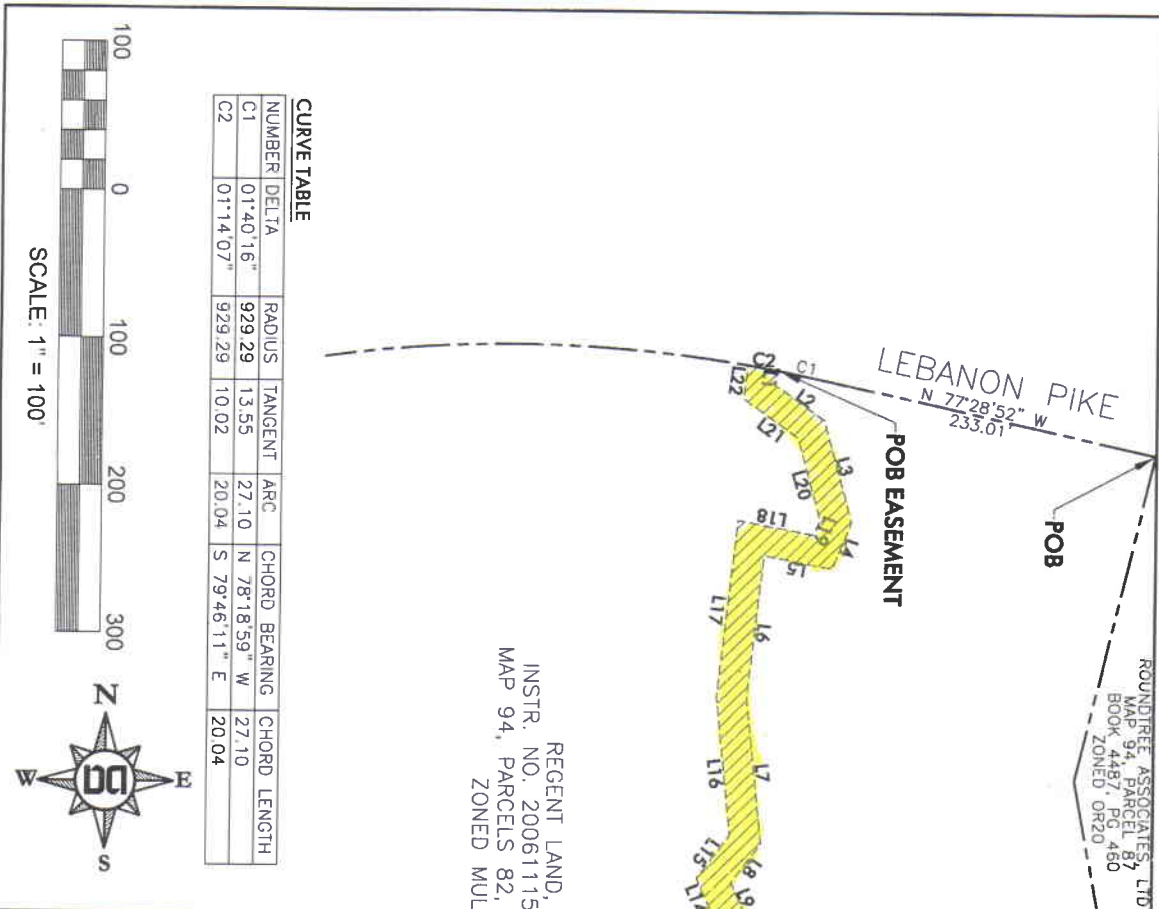 ROUNDTREE ASSOCIATES, LTD
MAP 94, PARCEL 87
BOOK 4487, PG 460
ZONED OR20
POB
LEBANON PIKE
N 77°28'52" W
233.01'
POB EASEMENT
C1
C2
L2
L3
L4
L5
L6
L7
L8
L9
L14
L15
L16
L17
L18
L19
L20
L21
L22
REGENT LAND,
INSTR. NO. 20061115
MAP 94, PARCELS 82,
ZONED MUL
CURVE TABLE
NUMBER DELTA RADIUS TANGENT ARC CHORD BEARING CHORD LENGTH
C1 01°40'16" 929.29 13.55 27.10 N 78°18'59" W 27.10
C2 01°14'07" 929.29 10.02 20.04 S 79°46'11" E 20.04
100 0 100 200 300
SCALE: 1" = 100'
N
E
S
W